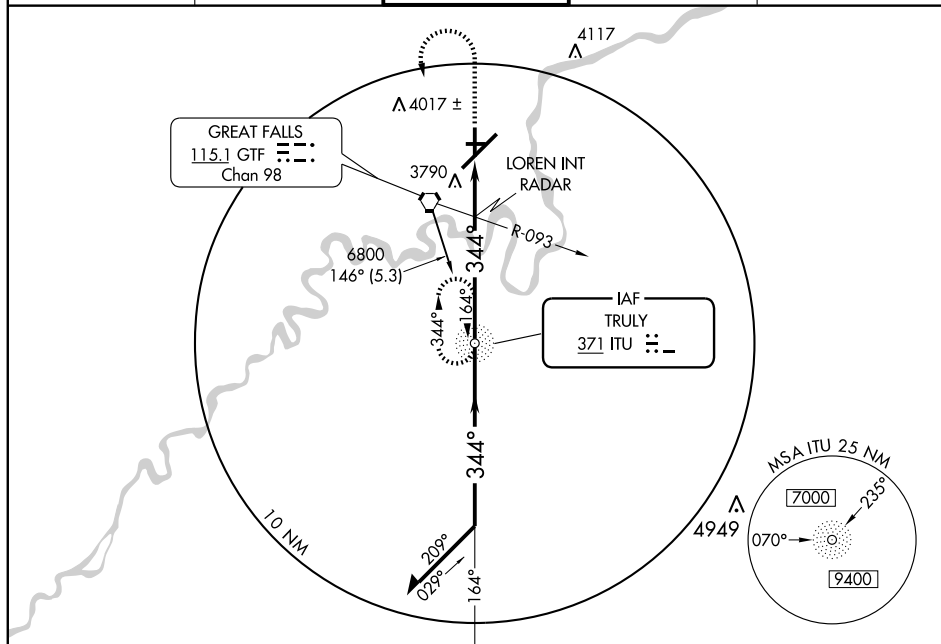 4117
4017 ±
GREAT FALLS
115.1 GTF
Chan 98
3790
LOREN INT
RADAR
R-093
6800
146° (5.3)
344°
164°
344°
IAF
TRULY
371 ITU
344°
10 NM
209°
029°
164°
4949
MSA ITU 25 NM
7000
235°
070°
9400